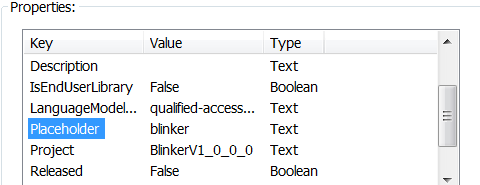 Properties:
Key Value Type
Description Text
IsEndUserLibrary False Boolean
LanguageModel... qualified-access... Text
Placeholder blinker Text
Project BlinkerV1_0_0_0 Text
Released False Boolean